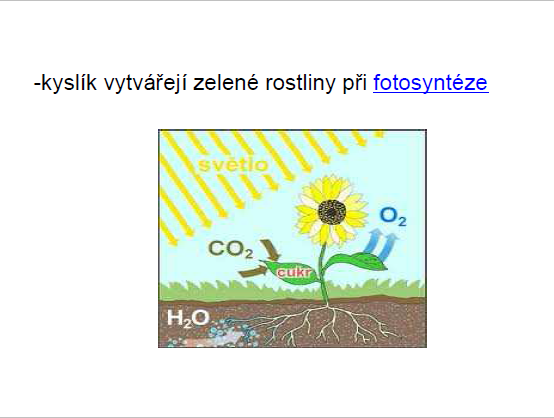 -kyslík vytvářejí zelené rostliny při fotosyntéze
světlo
O₂
CO₂
cukr
H₂O